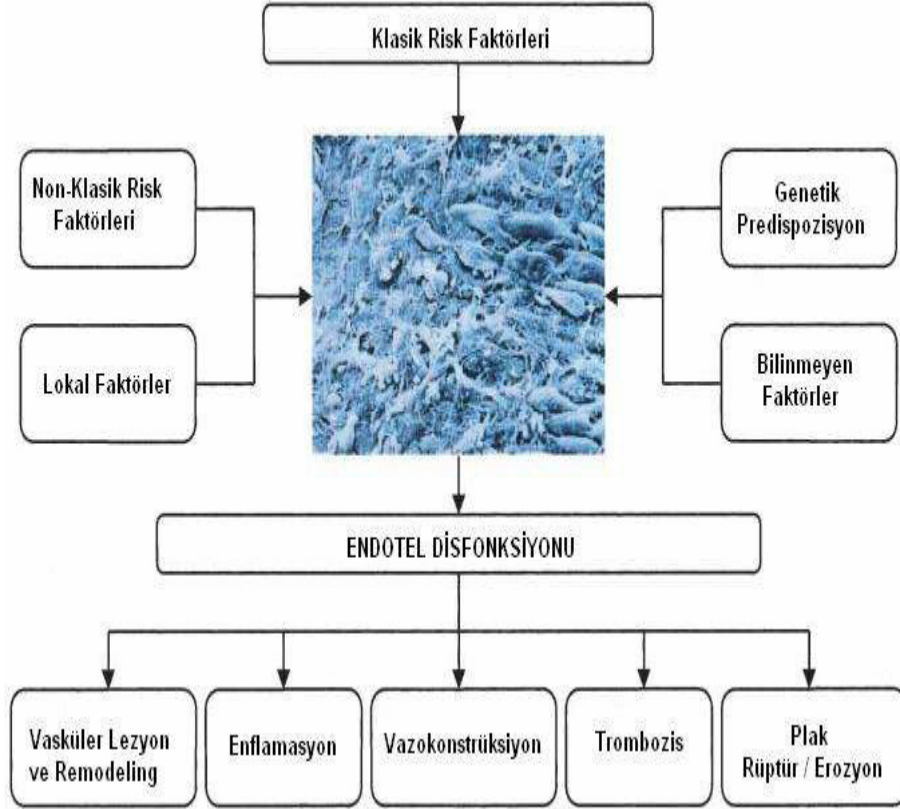 Klasik Risk Faktörleri
Non-Klasik Risk
Faktörleri
Genetik
Predispozisyon
Lokal Faktörler
Bilinmeyen
Faktörler
ENDOTEL DİSFONKSİYONU
Vasküler Lezyon
ve Remodeling
Enflamasyon
Vazokonstrüksiyon
Trombozis
Plak
Rüptür / Erozyon